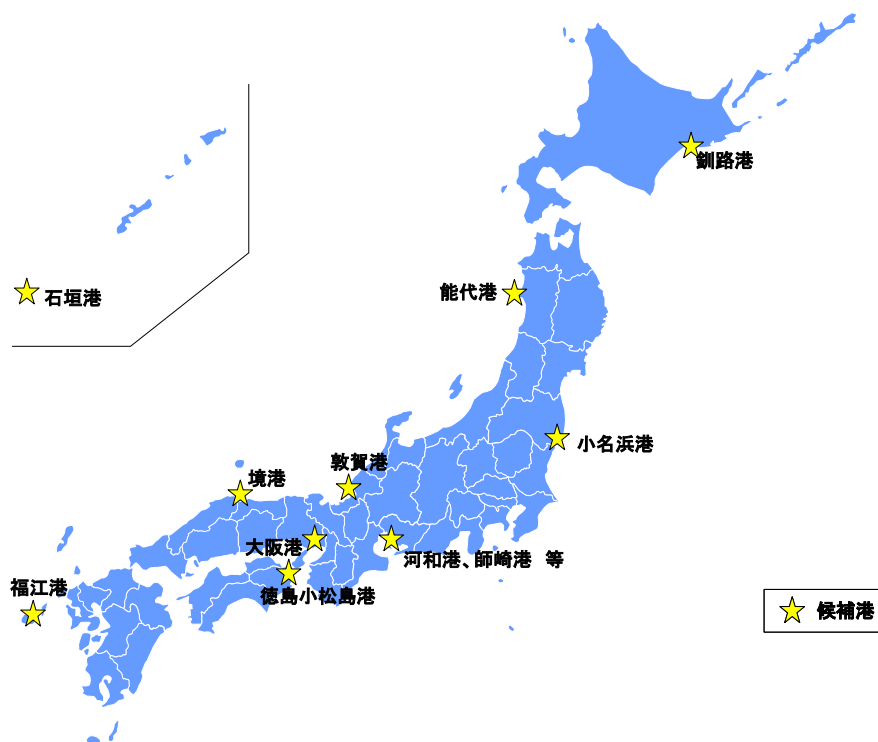 釧路港
能代港
石垣港
小名浜港
敦賀港
境港
大阪港
河和港、師崎港　等
福江港
徳島小松島港
候補港